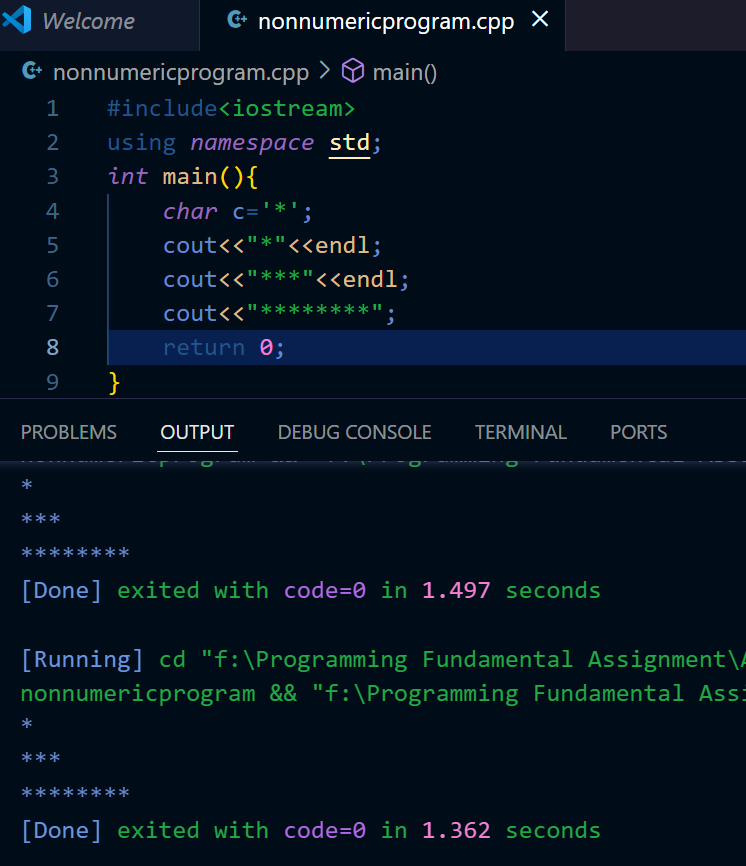 Welcome nonnumericprogram.cpp ×
nonnumericprogram.cpp > main()
1 #include<iostream>
2 using namespace std;
3 int main(){
4     char c='*';
5     cout<<"*"<<endl;
6     cout<<"***"<<endl;
7     cout<<"********";
8     return 0;
9 }
PROBLEMS OUTPUT DEBUG CONSOLE TERMINAL PORTS
*
***
********
[Done] exited with code=0 in 1.497 seconds
[Running] cd "f:\Programming Fundamental Assignment\
nonnumericprogram && "f:\Programming Fundamental Assi
*
***
********
[Done] exited with code=0 in 1.362 seconds